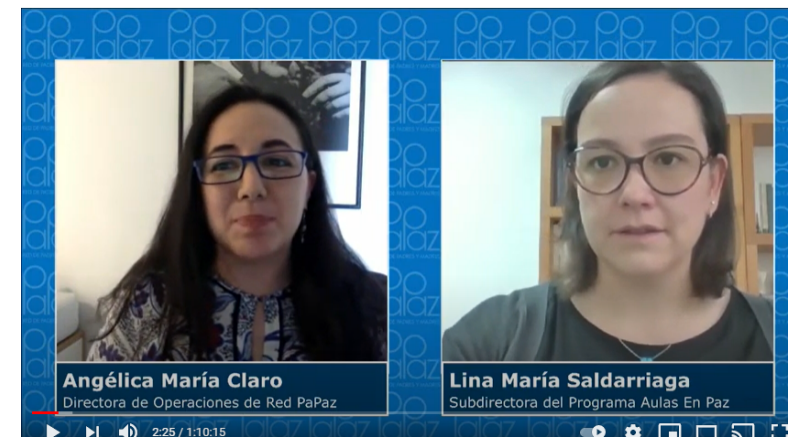 Angélica María Claro
Directora de Operaciones de Red PaPaz
Lina María Saldarriaga
Subdirectora del Programa Aulas En Paz
2:25 / 1:10:15